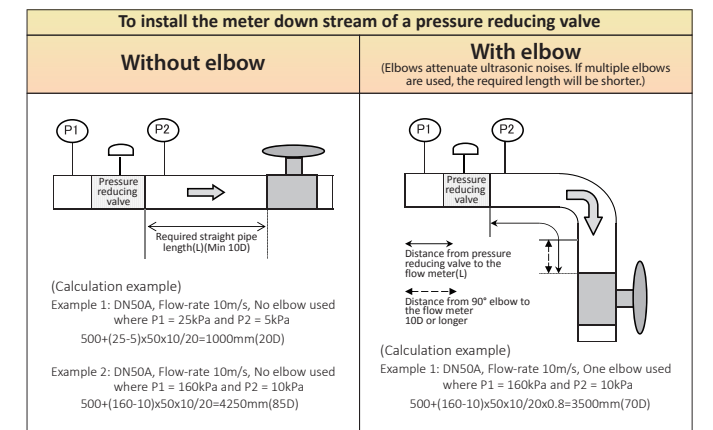 To install the meter down stream of a pressure reducing valve
Without elbow
P1
P2
Pressure
reducing
valve
Required straight pipe
length(L)(Min 10D)
(Calculation example)
Example 1: DN50A, Flow-rate 10m/s, No elbow used
where P1 = 25kPa and P2 = 5kPa
500+(25-5)x50x10/20=1000mm(20D)
Example 2: DN50A, Flow-rate 10m/s, No elbow used
where P1 = 160kPa and P2 = 10kPa
500+(160-10)x50x10/20=4250mm(85D)
With elbow
(Elbows attenuate ultrasonic noises. If multiple elbows
are used, the required length will be shorter.)
P1
P2
Pressure
reducing
valve
Distance from pressure
reducing valve to the
flow meter(L)
Distance from 90° elbow to
the flow meter
10D or longer
(Calculation example)
Example 1: DN50A, Flow-rate 10m/s, One elbow used
where P1 = 160kPa and P2 = 10kPa
500+(160-10)x50x10/20x0.8=3500mm(70D)